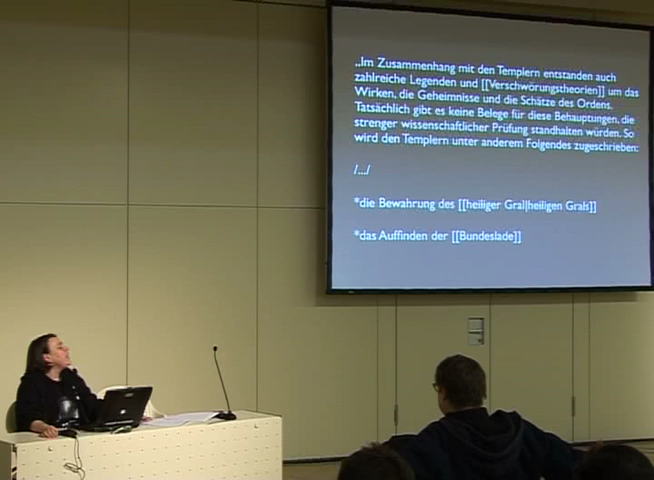 „Im Zusammenhang mit den Templern entstanden auch
zahlreiche Legenden und [[Verschwörungstheorien]] um das
Wirken, die Geheimnisse und die Schätze des Ordens.
Tatsächlich gibt es keine Belege für diese Behauptungen, die
strenger wissenschaftlicher Prüfung standhalten würden. So
wird den Templern unter anderem Folgendes zugeschrieben:
/.../
*die Bewahrung des [[heiliger Gral|heiligen Grals]]
*das Auffinden der [[Bundeslade]]